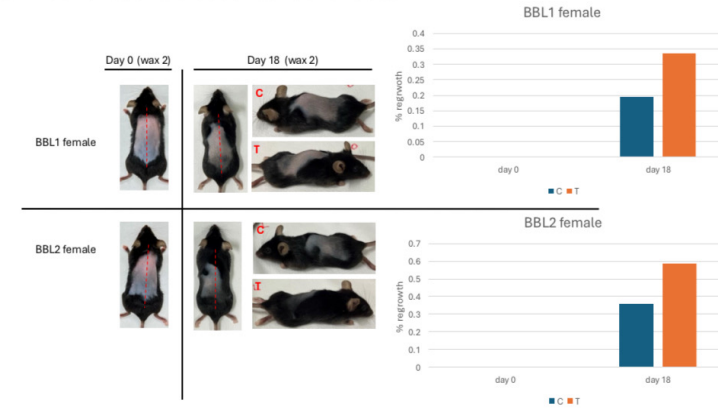 Day 0 (wax 2)
Day 18 (wax 2)
BBL1 female
C
T
BBL1 female
% regrwoth
0.4
0.35
0.3
0.25
0.2
0.15
0.1
0.05
0
day 0
day 18
C T
BBL2 female
C
T
BBL2 female
% regrowth
0.7
0.6
0.5
0.4
0.3
0.2
0.1
0
day 0
day 18
C T